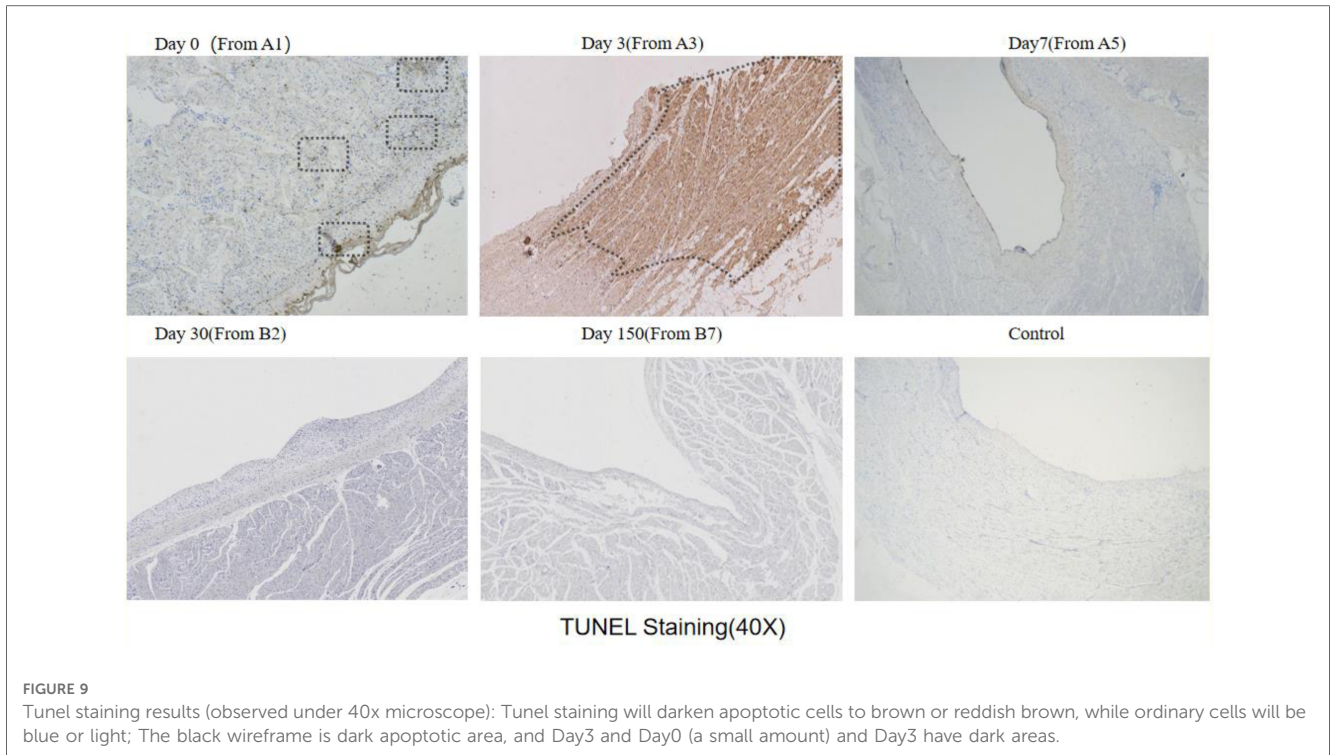 Day 0 (From A1)
Day 3(From A3)
Day7(From A5)
Day 30(From B2)
Day 150(From B7)
Control
TUNEL Staining(40X)
FIGURE 9
Tunel staining results (observed under 40x microscope): Tunel staining will darken apoptotic cells to brown or reddish brown, while ordinary cells will be
blue or light; The black wireframe is dark apoptotic area, and Day3 and Day0 (a small amount) and Day3 have dark areas.